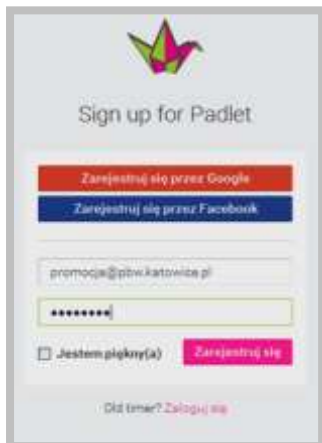 Sign up for Padlet
Zarejestruj się przez Google
Zarejestruj się przez Facebook
promocja@pbw.katowice.pl
••••••••
Jestem piękny(a)
Zarejestruj się
Old timer? Zaloguj się